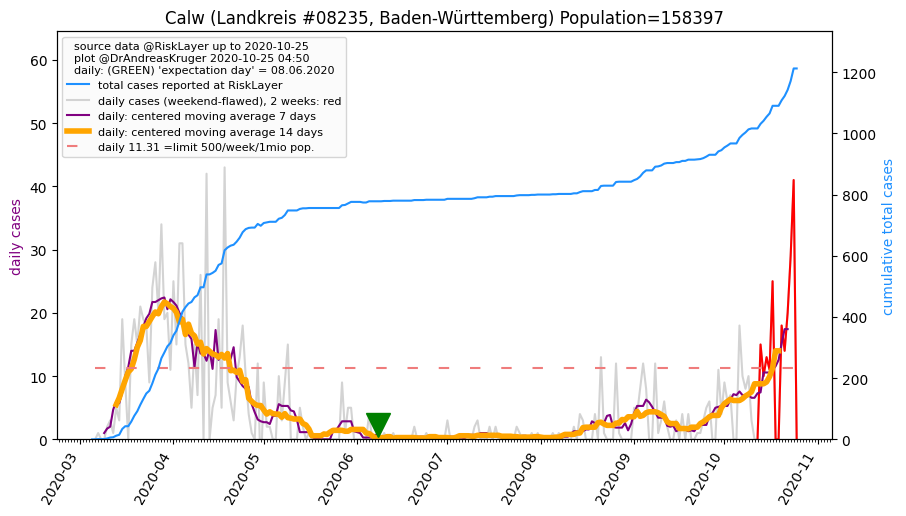 Calw (Landkreis #08235, Baden-Württemberg) Population=158397
source data @RiskLayer up to 2020-10-25
plot @DrAndreasKruger 2020-10-25 04:50
daily: (GREEN) 'expectation day' = 08.06.2020
total cases reported at RiskLayer
daily cases (weekend-flawed), 2 weeks: red
daily: centered moving average 7 days
daily: centered moving average 14 days
daily 11.31 =limit 500/week/1mio pop.
daily cases
60
50
40
30
20
10
0
cumulative total cases
1200
1000
800
600
400
200
0
2020-03
2020-04
2020-05
2020-06
2020-07
2020-08
2020-09
2020-10
2020-11